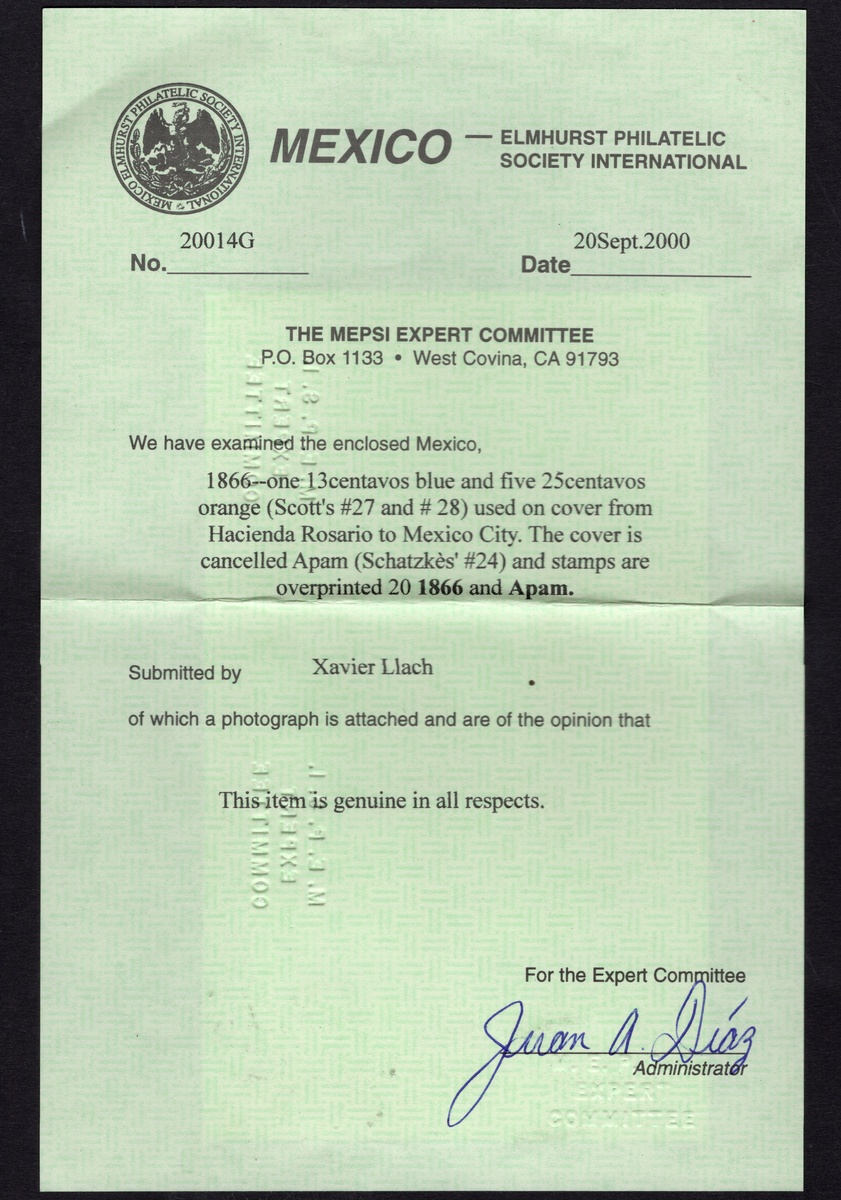 MEXICO ELMHURST PHILATELIC SOCIETY INTERNATIONAL
MEXICO — ELMHURST PHILATELIC
SOCIETY INTERNATIONAL
No. 20014G
Date 20Sept.2000
THE MEPSI EXPERT COMMITTEE
P.O. Box 1133 • West Covina, CA 91793
We have examined the enclosed Mexico,
1866--one 13centavos blue and five 25centavos
orange (Scott's #27 and # 28) used on cover from
Hacienda Rosario to Mexico City. The cover is
cancelled Apam (Schatzkès' #24) and stamps are
overprinted 20 1866 and Apam.
Submitted by Xavier Llach
of which a photograph is attached and are of the opinion that
This item is genuine in all respects.
M.E.P.S.I.
EXPERT
COMMITTEE
For the Expert Committee
Juan A. Díaz
Administrator
EXPERT
COMMITTEE